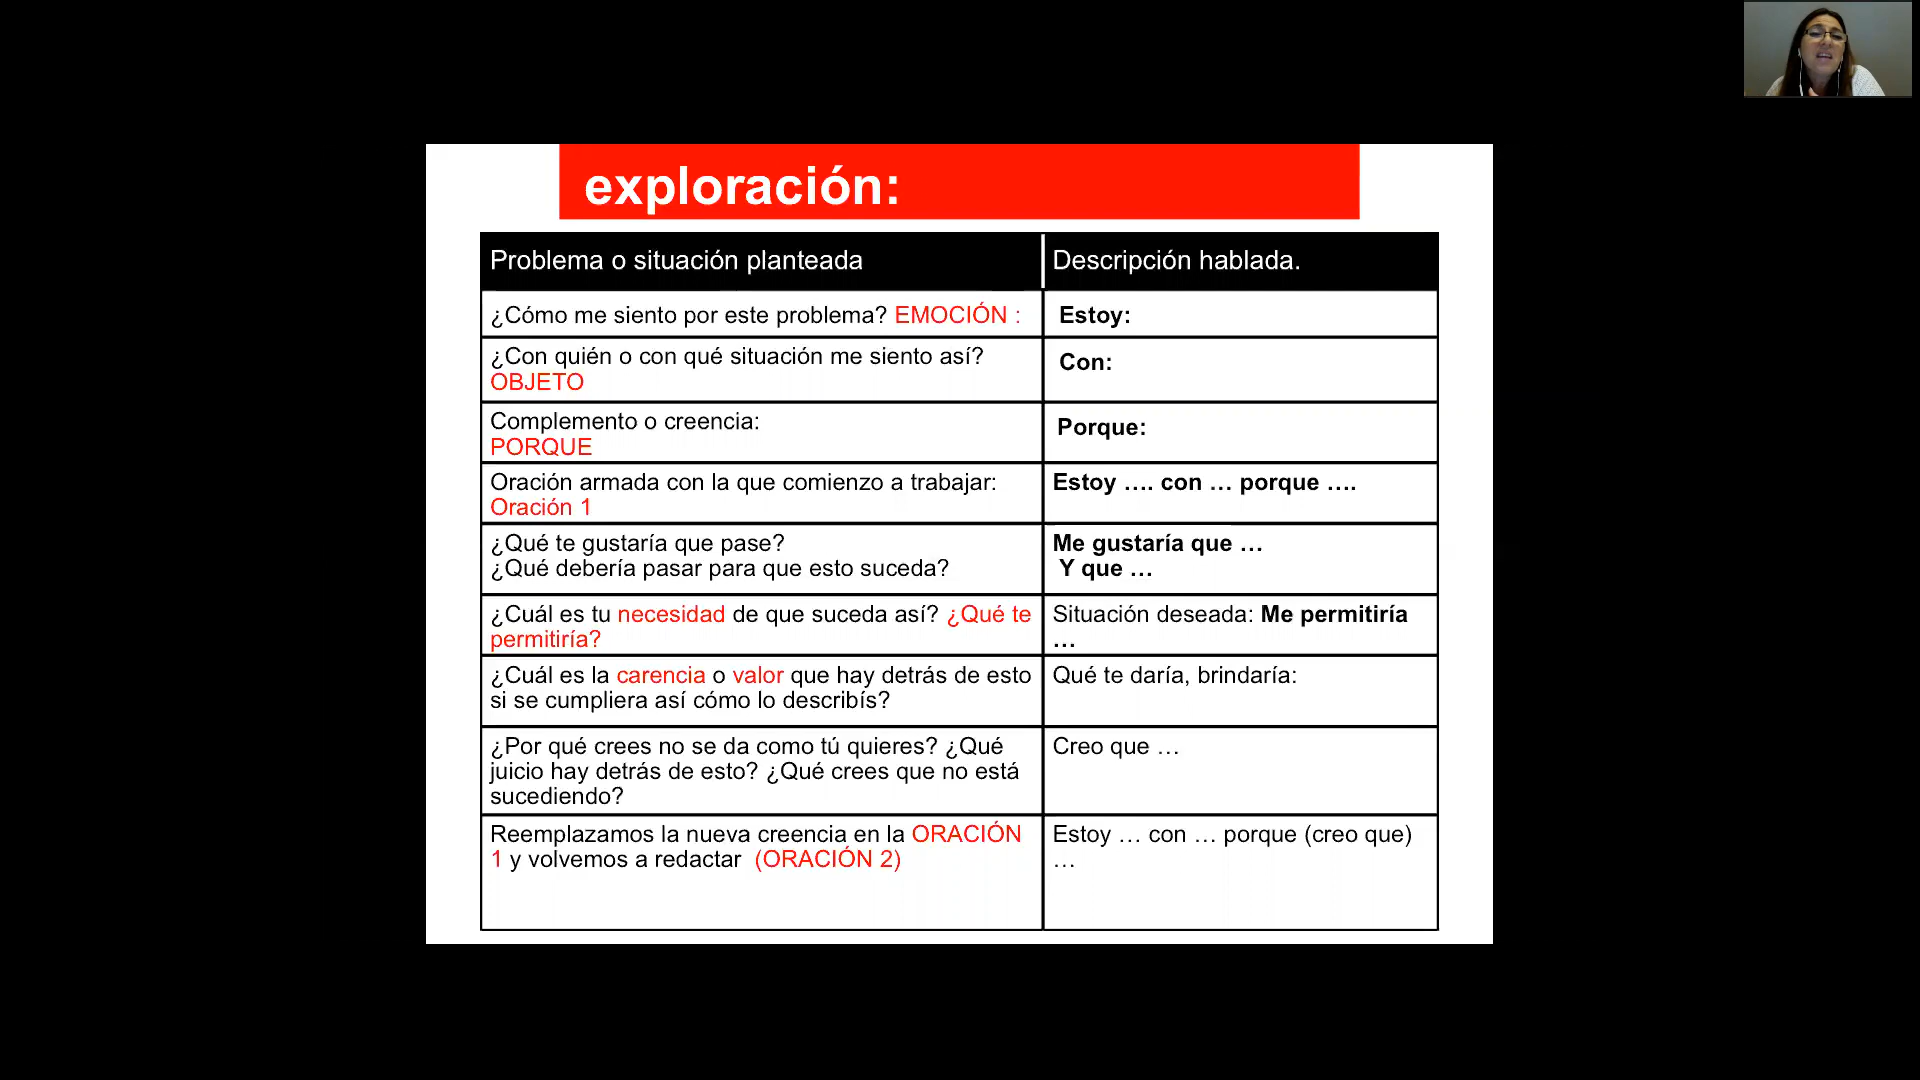 exploración:
Problema o situación planteada
Descripción hablada.
¿Cómo me siento por este problema? EMOCIÓN :
Estoy:
¿Con quién o con qué situación me siento así?
OBJETO
Con:
Complemento o creencia:
PORQUE
Porque:
Oración armada con la que comienzo a trabajar:
Oración 1
Estoy …. con … porque ….
¿Qué te gustaría que pase?
¿Qué debería pasar para que esto suceda?
Me gustaría que …
Y que …
¿Cuál es tu necesidad de que suceda así? ¿Qué te
permitiría?
Situación deseada: Me permitiría
…
¿Cuál es la carencia o valor que hay detrás de esto
si se cumpliera así cómo lo describís?
Qué te daría, brindaría:
¿Por qué crees no se da como tú quieres? ¿Qué
juicio hay detrás de esto? ¿Qué crees que no está
sucediendo?
Creo que …
Reemplazamos la nueva creencia en la ORACIÓN
1 y volvemos a redactar (ORACIÓN 2)
Estoy … con … porque (creo que)
…